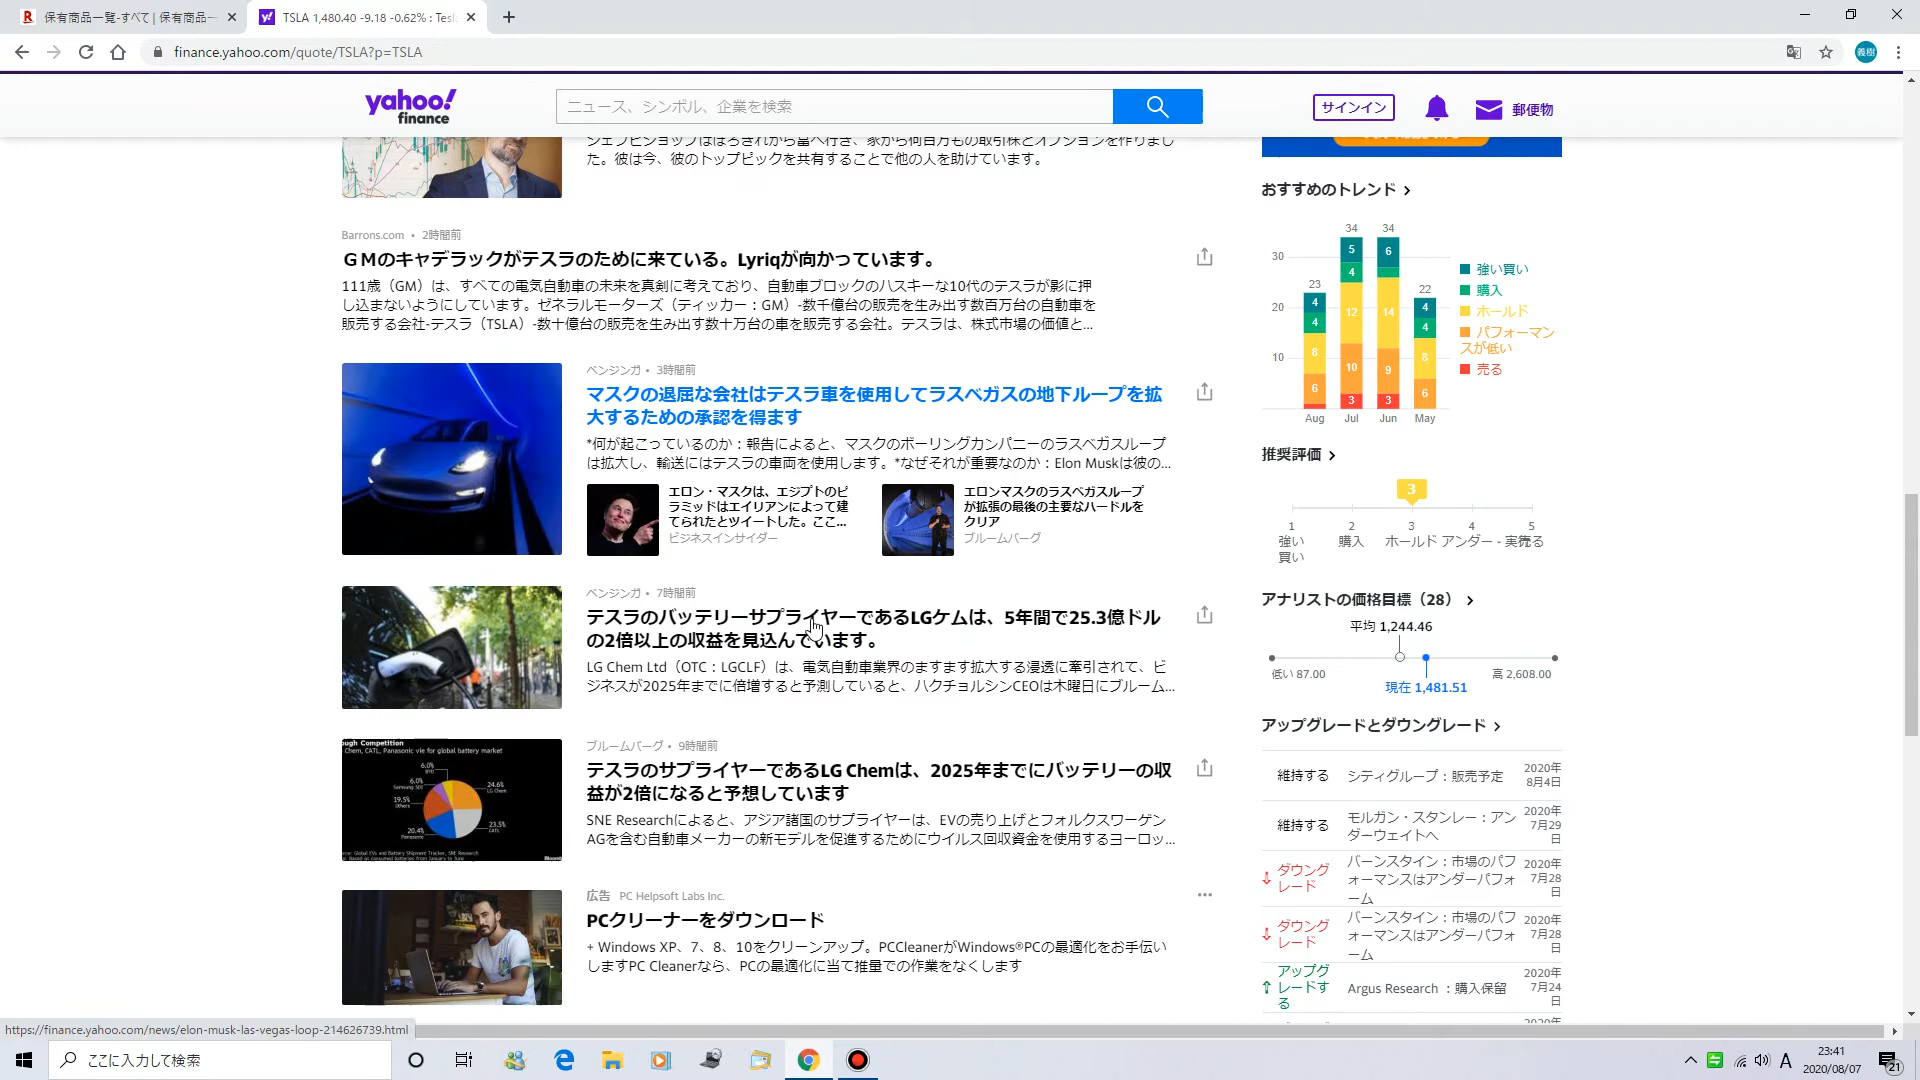 保有商品一覧-すべて | 保有商品一
TSLA 1,480.40 -9.18 -0.62% : Tesl
finance.yahoo.com/quote/TSLA?p=TSLA
義樹
yahoo!
finance
ニュース、シンボル、企業を検索
サインイン
郵便物
た。彼は今、彼のトップピックを共有することで他の人を助けています。
Barrons.com • 2時間前
ＧＭのキャデラックがテスラのために来ている。Lyriqが向かっています。
111歳（GM）は、すべての電気自動車の未来を真剣に考えており、自動車ブロックのハスキーな10代のテスラが影に押
し込まないようにしています。ゼネラルモーターズ（ティッカー：GM）-数千億台の販売を生み出す数百万台の自動車を
販売する会社-テスラ（TSLA）-数十億台の販売を生み出す数十万台の車を販売する会社。テスラは、株式市場の価値と...
ベンジンガ • 3時間前
マスクの退屈な会社はテスラ車を使用してラスベガスの地下ループを拡
大するための承認を得ます
*何が起こっているのか：報告によると、マスクのボーリングカンパニーのラスベガスループ
は拡大し、輸送にはテスラの車両を使用します。*なぜそれが重要なのか：Elon Muskは彼の...
エロン・マスクは、エジプトのピ
ラミッドはエイリアンによって建
てられたとツイートした。ここ...
ビジネスインサイダー
エロンマスクのラスベガスループ
が拡張の最後の主要なハードルを
クリア
ブルームバーグ
ベンジンガ • 7時間前
テスラのバッテリーサプライヤーであるLGケムは、5年間で25.3億ドル
の2倍以上の収益を見込んでいます。
LG Chem Ltd（OTC：LGCLF）は、電気自動車業界のますます拡大する浸透に牽引されて、ビ
ジネスが2025年までに倍増すると予測していると、ハクチョルシンCEOは木曜日にブルーム...
ough Competition
Chem, CATL, Panasonic vie for global battery market
6.0%
6.0%
Samsung SDI
24.6%
LG Chem
19.5%
Others
23.5%
CATL
20.4%
Panasonic
ブルームバーグ • 9時間前
テスラのサプライヤーであるLG Chemは、2025年までにバッテリーの収
益が2倍になると予想しています
SNE Researchによると、アジア諸国のサプライヤーは、EVの売り上げとフォルクスワーゲン
AGを含む自動車メーカーの新モデルを促進するためにウイルス回収資金を使用するヨーロッ...
広告 PC Helpsoft Labs Inc.
PCクリーナーをダウンロード
+ Windows XP、7、8、10をクリーンアップ。PCCleanerがWindows®PCの最適化をお手伝い
しますPC Cleanerなら、PCの最適化に当て推量での作業をなくします
おすすめのトレンド
34 34
30
5 6
4
23
22
20
4 12 14 4
4 4
10
8 10 9 8
6 3 3 6
Aug Jul Jun May
強い買い
購入
ホールド
パフォーマン
スが低い
売る
推奨評価
3
1 2 3 4 5
強い
買い
購入 ホールド アンダー - 実行
売る
アナリストの価格目標（28）
平均 1,244.46
低い 87.00
高 2,608.00
現在 1,481.51
アップグレードとダウングレード
維持する シティグループ：販売予定 2020年
8月4日
維持する モルガン・スタンレー：アン
ダーウェイトへ 2020年
7月29
日
ダウング
レード バーンスタイン：市場のパフ
ォーマンスはアンダーパフォ
ーム 2020年
7月28
日
ダウング
レード バーンスタイン：市場のパフ
ォーマンスはアンダーパフォ
ーム 2020年
7月28
日
アップグ
レードす
る Argus Research ：購入保留 2020年
7月24
日
https://finance.yahoo.com/news/elon-musk-las-vegas-loop-214626739.html
ここに入力して検索
A
23:41
2020/08/07
21